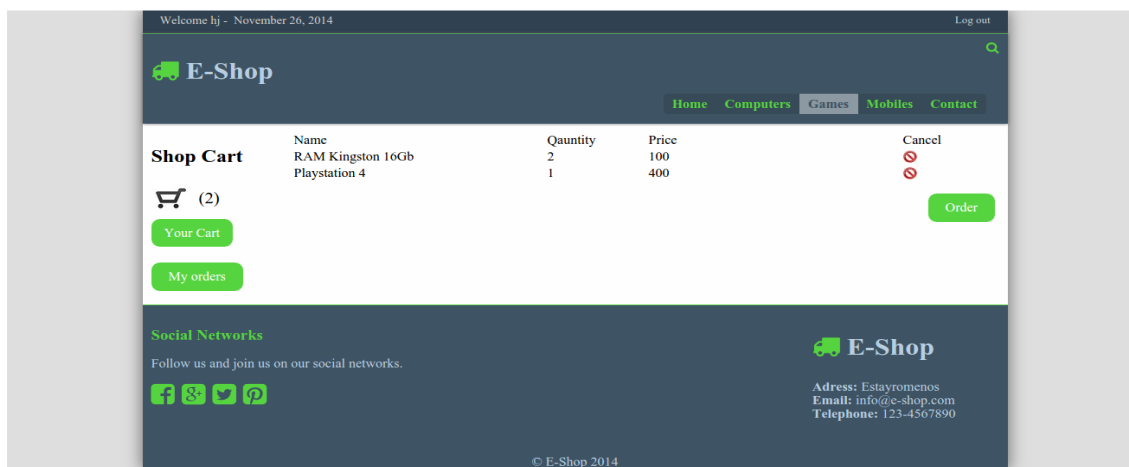 Welcome hj - November 26, 2014 Log out
E-Shop
Home Computers Games Mobiles Contact
Shop Cart
Name Qauntity Price Cancel
RAM Kingston 16Gb 2 100
Playstation 4 1 400
(2)
Order
Your Cart
My orders
Social Networks
Follow us and join us on our social networks.
E-Shop
Adress: Estayromenos
Email: info@e-shop.com
Telephone: 123-4567890
© E-Shop 2014